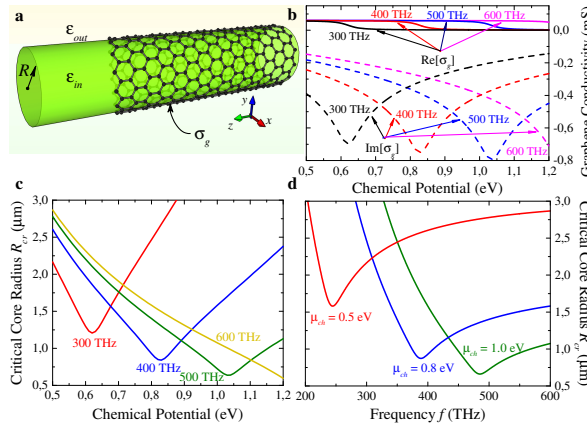 a
ε_out
ε_in
R
y
z
x
σ_g
b
0,0
-0,2
-0,4
-0,6
-0,8
400 THz
500 THz
600 THz
300 THz
Re[σ_g]
300 THz
400 THz
500 THz
Im[σ_g]
600 THz
0,5 0,6 0,7 0,8 0,9 1,0 1,1 1,2
Chemical Potential (eV)
c
Critical Core Radius R_cr (μm)
3,0
2,5
2,0
1,5
1,0
0,5
300 THz
400 THz
500 THz
600 THz
0,5 0,6 0,7 0,8 0,9 1,0 1,1 1,2
Chemical Potential (eV)
d
Critical Core Radius R_cr (μm)
3,0
2,5
2,0
1,5
1,0
0,5
μ_ch = 0.5 eV
μ_ch = 0.8 eV
μ_ch = 1.0 eV
200 300 400 500 600
Frequency f (THz)